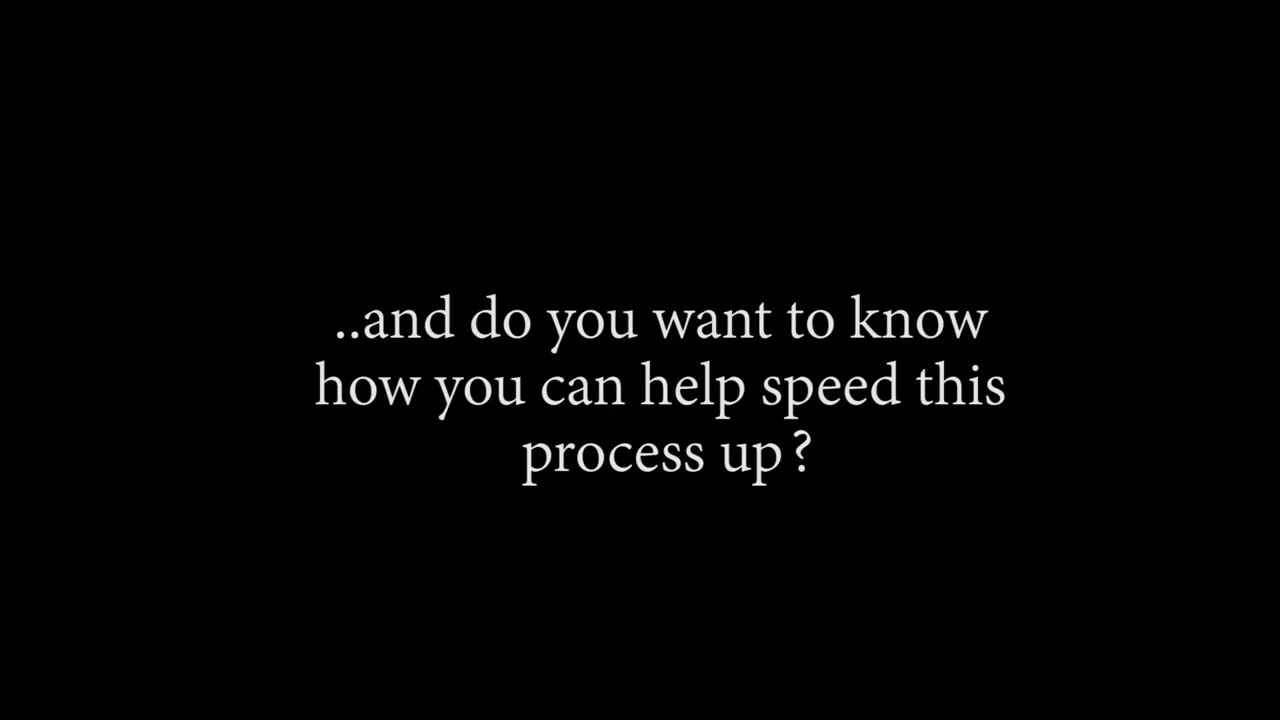 ..and do you want to know
how you can help speed this
process up?